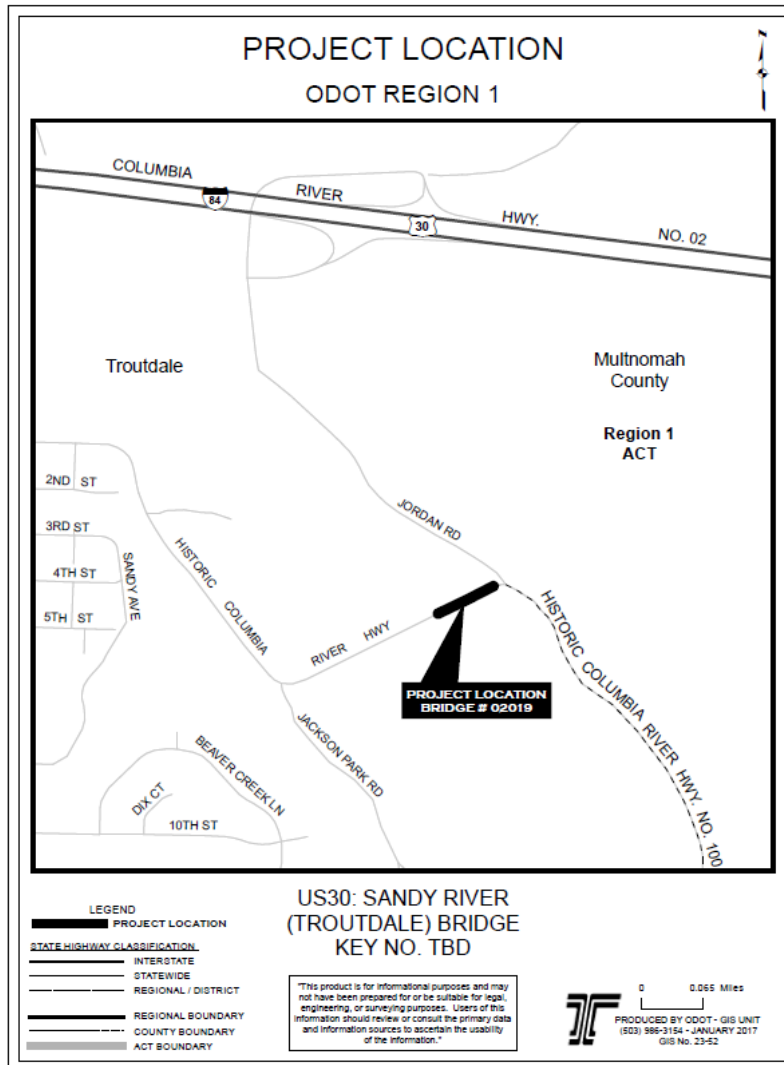 PROJECT LOCATION
ODOT REGION 1
COLUMBIA RIVER HWY. NO. 02
84
30
Troutdale
Multnomah
County
Region 1
ACT
2ND ST
3RD ST
4TH ST
5TH ST
SANDY AVE
HISTORIC COLUMBIA RIVER HWY
JORDAN RD
HISTORIC COLUMBIA RIVER HWY. NO. 100
PROJECT LOCATION
BRIDGE # 02019
JACKSON PARK RD
BEAVER CREEK LN
DIX CT
10TH ST
US30: SANDY RIVER
(TROUTDALE) BRIDGE
KEY NO. TBD
LEGEND
PROJECT LOCATION
STATE HIGHWAY CLASSIFICATION
INTERSTATE
STATEWIDE
REGIONAL / DISTRICT
REGIONAL BOUNDARY
COUNTY BOUNDARY
ACT BOUNDARY
"This product is for informational purposes and may
not have been prepared for or be suitable for legal,
engineering, or surveying purposes. Users of this
information should review or consult the primary data
and information sources to ascertain the usability
of the information."
0 0.065 Miles
PRODUCED BY ODOT - GIS UNIT
(503) 986-3154 - JANUARY 2017
GIS No. 23-52